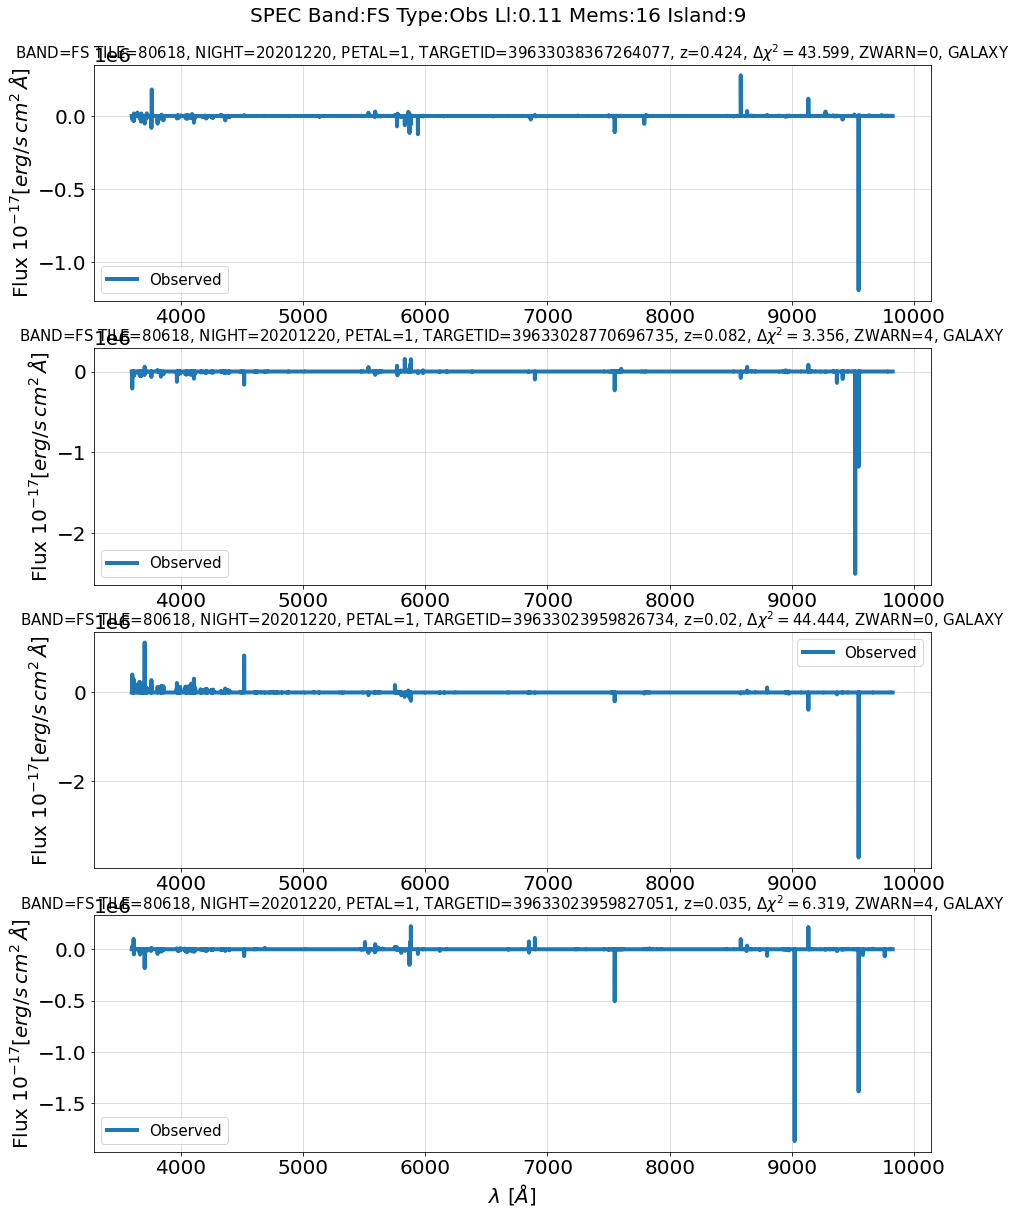 SPEC Band:FS Type:Obs Ll:0.11 Mems:16 Island:9
BAND=FS TILE=80618, NIGHT=20201220, PETAL=1, TARGETID=39633038367264077, z=0.424, Δχ² = 43.599, ZWARN=0, GALAXY
1e6
0.0
−0.5
−1.0
Flux 10⁻¹⁷[erg/s cm² Å]
Observed
4000 5000 6000 7000 8000 9000 10000
BAND=FS TILE=80618, NIGHT=20201220, PETAL=1, TARGETID=39633028770696735, z=0.082, Δχ² = 3.356, ZWARN=4, GALAXY
1e6
0
−1
−2
Flux 10⁻¹⁷[erg/s cm² Å]
Observed
4000 5000 6000 7000 8000 9000 10000
BAND=FS TILE=80618, NIGHT=20201220, PETAL=1, TARGETID=39633023959826734, z=0.02, Δχ² = 44.444, ZWARN=0, GALAXY
1e6
Observed
0
−2
Flux 10⁻¹⁷[erg/s cm² Å]
4000 5000 6000 7000 8000 9000 10000
BAND=FS TILE=80618, NIGHT=20201220, PETAL=1, TARGETID=39633023959827051, z=0.035, Δχ² = 6.319, ZWARN=4, GALAXY
1e6
0.0
−0.5
−1.0
−1.5
Flux 10⁻¹⁷[erg/s cm² Å]
Observed
4000 5000 6000 7000 8000 9000 10000
λ [Å]